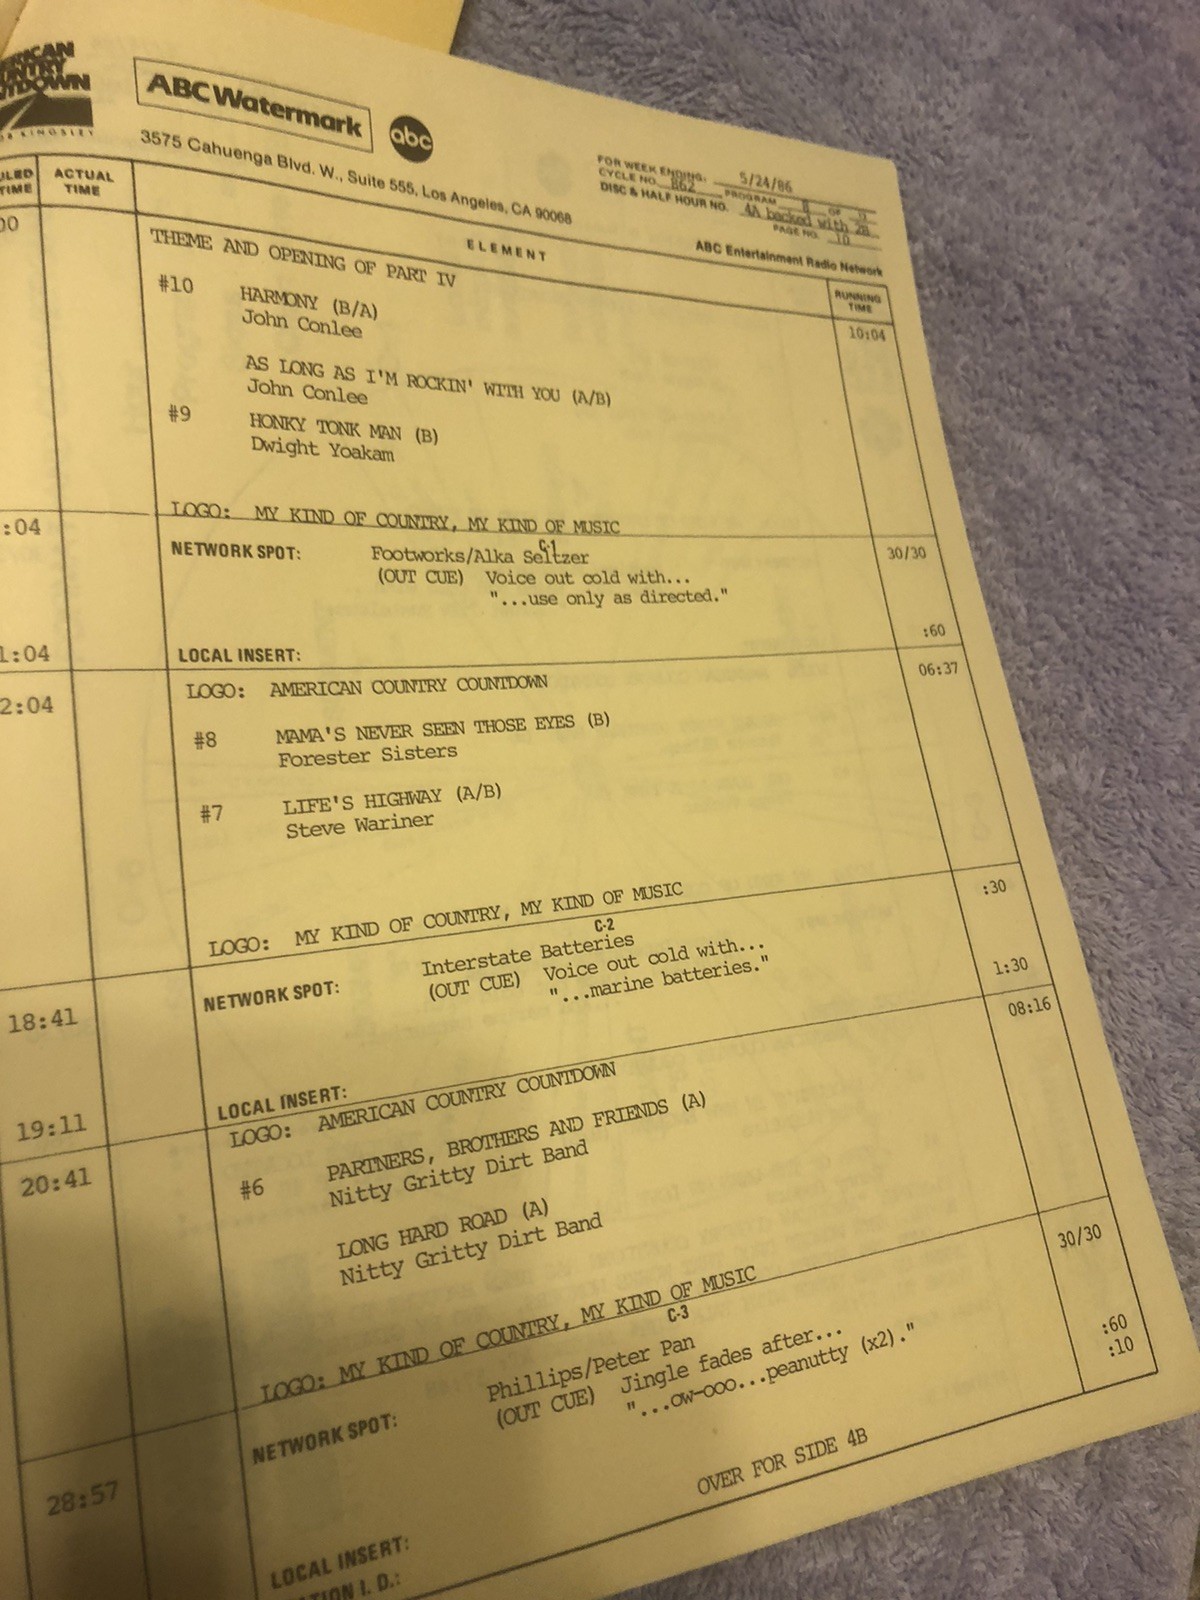 COUNTRY
COUNTDOWN
KINGSLEY
ABC Watermark
abc
3575 Cahuenga Blvd. W., Suite 555, Los Angeles, CA 90068
FOR WEEK ENDING: 5/24/86
CYCLE NO. 862 PROGRAM 8 OF
DISC & HALF HOUR NO. 4A backed with 2B
PAGE NO. 10
ABC Entertainment Radio Network
TIME
ACTUAL TIME
ELEMENT
RUNNING TIME
THEME AND OPENING OF PART IV
10:04
#10 HARMONY (B/A)
John Conlee
AS LONG AS I'M ROCKIN' WITH YOU (A/B)
John Conlee
#9 HONKY TONK MAN (B)
Dwight Yoakam
LOGO: MY KIND OF COUNTRY, MY KIND OF MUSIC
:04
C-1
NETWORK SPOT: Footworks/Alka Seltzer 30/30
(OUT CUE) Voice out cold with...
"...use only as directed."
1:04 LOCAL INSERT: :60
2:04 LOGO: AMERICAN COUNTRY COUNTDOWN 06:37
#8 MAMA'S NEVER SEEN THOSE EYES (B)
Forester Sisters
#7 LIFE'S HIGHWAY (A/B)
Steve Wariner
LOGO: MY KIND OF COUNTRY, MY KIND OF MUSIC
C-2
18:41 NETWORK SPOT: Interstate Batteries :30
(OUT CUE) Voice out cold with...
"...marine batteries."
19:11 LOCAL INSERT: 1:30
20:41 LOGO: AMERICAN COUNTRY COUNTDOWN 08:16
#6 PARTNERS, BROTHERS AND FRIENDS (A)
Nitty Gritty Dirt Band
LONG HARD ROAD (A)
Nitty Gritty Dirt Band
LOGO: MY KIND OF COUNTRY, MY KIND OF MUSIC
C-3
28:57 NETWORK SPOT: Phillips/Peter Pan 30/30
(OUT CUE) Jingle fades after...
"...ow-ooo...peanutty (x2)."
LOCAL INSERT: :60
I. D.: :10
OVER FOR SIDE 4B